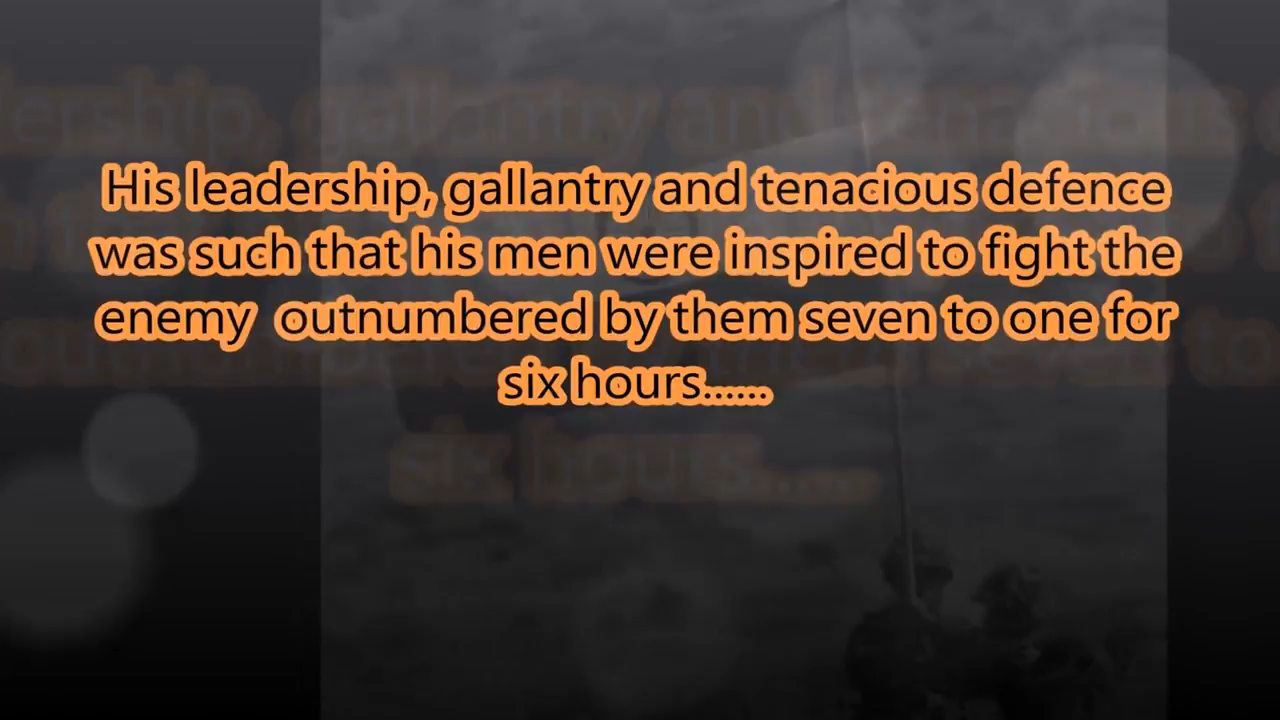 His leadership, gallantry and tenacious defence
was such that his men were inspired to fight the
enemy  outnumbered by them seven to one for
six hours......